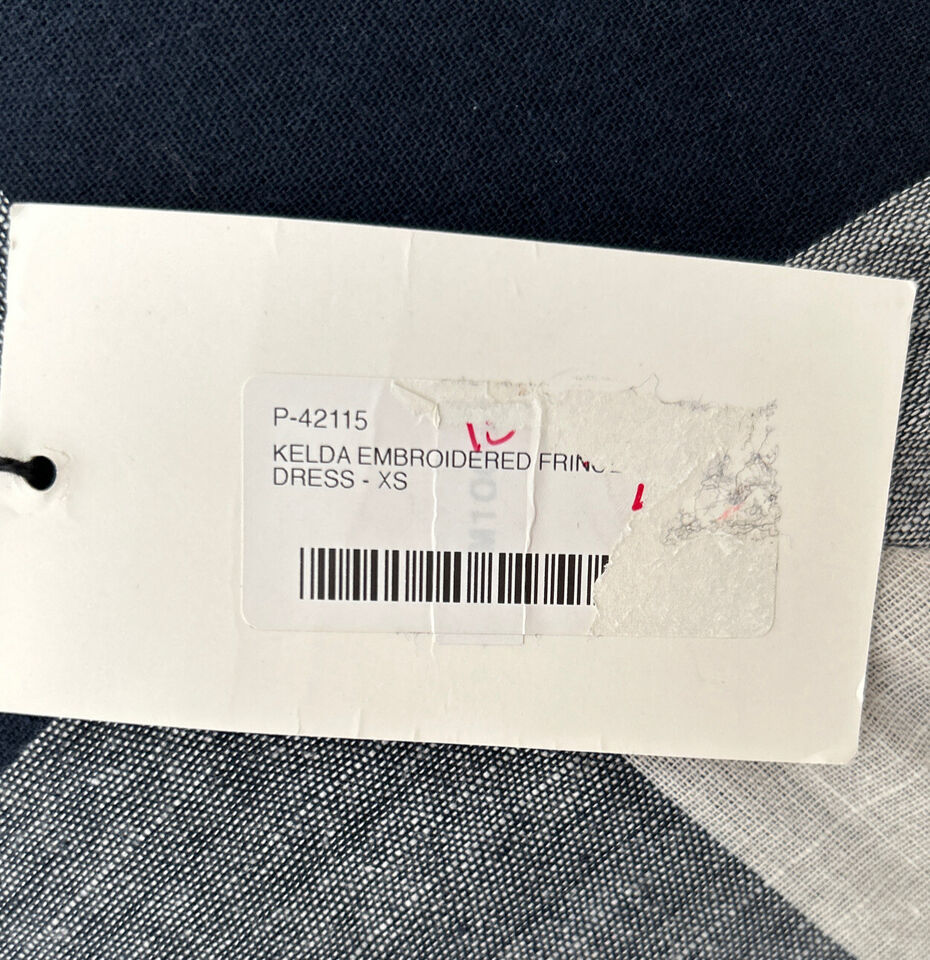 P-42115
KELDA EMBROIDERED
DRESS - XS